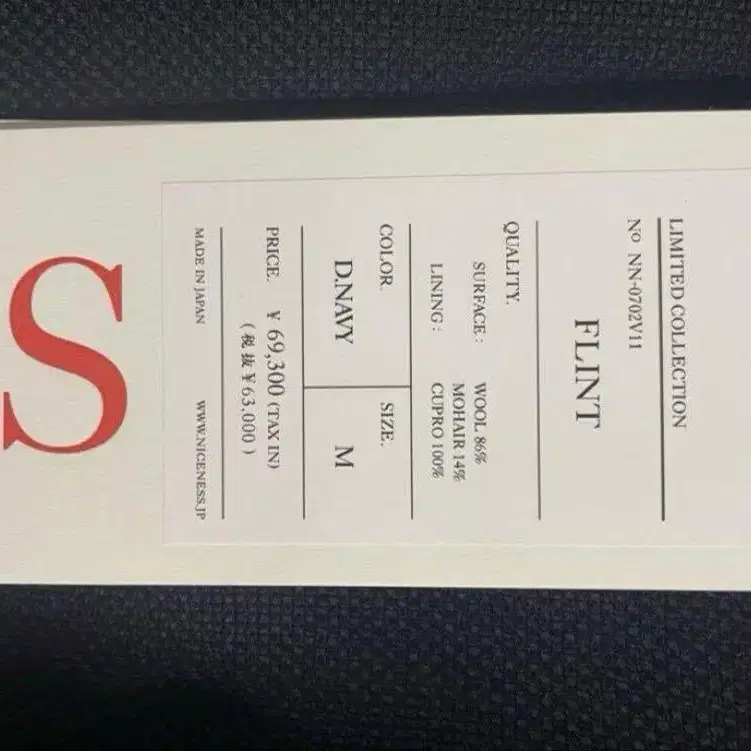 LIMITED COLLECTION
No NN-0702V11
FLINT
QUALITY.
SURFACE : WOOL 86%
MOHAIR 14%
LINING : CUPRO 100%
COLOR. SIZE.
D.NAVY M
PRICE. ¥ 69,300 (TAX IN)
( 税 抜 ¥63,000 )
MADE IN JAPAN WWW.NICENESS.JP
S